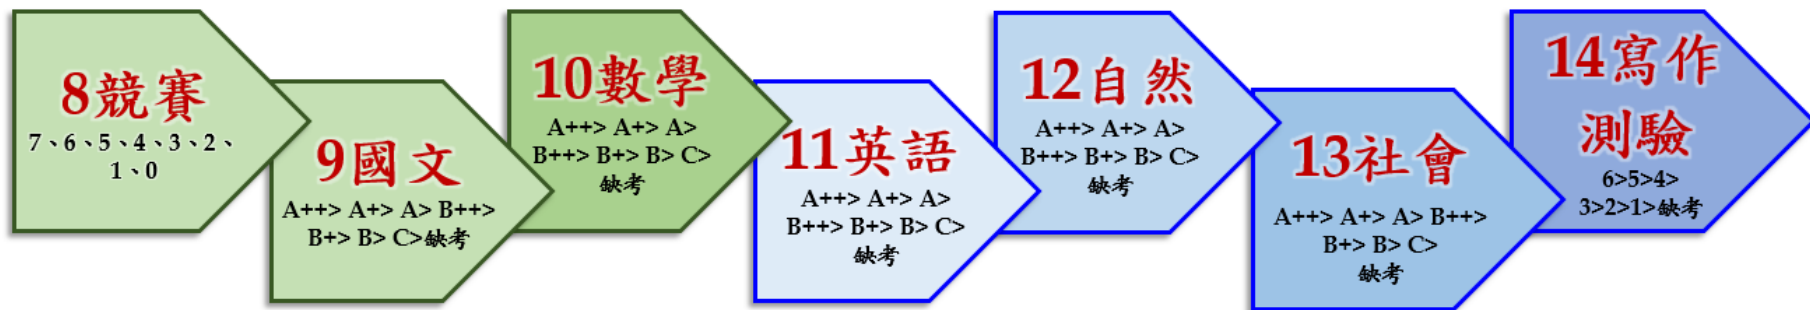 8競賽
7、6、5、4、3、2、
1、0
9國文
A++> A+> A> B++>
B+> B> C>缺考
10數學
A++> A+> A>
B++> B+> B> C>
缺考
11英語
A++> A+> A>
B++> B+> B> C>
缺考
12自然
A++> A+> A>
B++> B+> B> C>
缺考
13社會
A++> A+> A> B++>
B+> B> C>
缺考
14寫作
測驗
6>5>4>
3>2>1>缺考